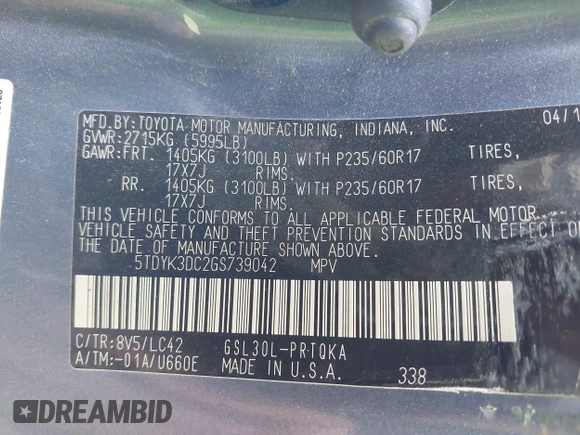 MFD.BY:TOYOTA MOTOR MANUFACTURING, INDIANA, INC. 04/1
GVWR:2715KG (5995LB)
GAWR:FRT. 1405KG (3100LB) WITH P235/60R17 TIRES,
17X7J RIMS.
RR. 1405KG (3100LB) WITH P235/60R17 TIRES,
17X7J RIMS.
THIS VEHICLE CONFORMS TO ALL APPLICABLE FEDERAL MOTOR
VEHICLE SAFETY AND THEFT PREVENTION STANDARDS IN EFFECT ON
THE DATE OF MANUFACTURE SHOWN ABOVE.
5TDYK3DC2GS739042 MPV
C/TR:8V5/LC42 GSL30L-PRTQKA
A/TM:-01A/U660E MADE IN U.S.A. 338
DREAMBID